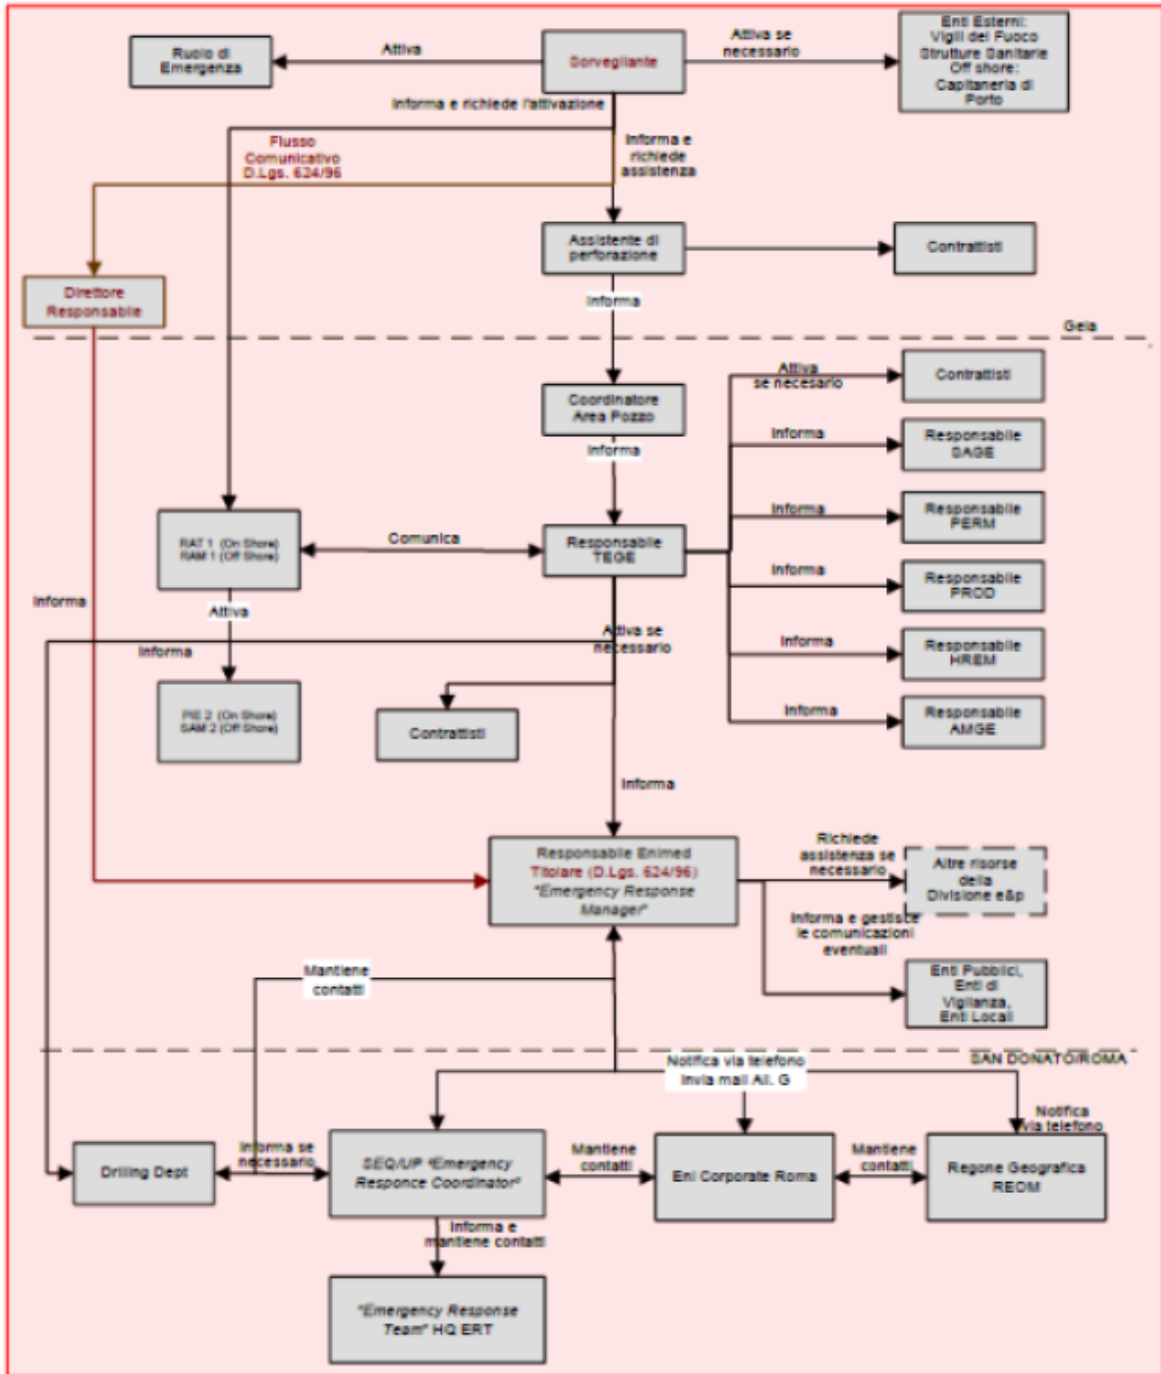 Enti Esterni:
Vigili del Fuoco
Strutture Sanitarie
Off shore:
Capitaneria di
Porto
Ruolo di
Emergenza
Attiva
Sorvegliante
Attiva se
necessario
Informa e richiede l'attivazione
Flusso
Comunicativo
D.Lgs. 624/96
Informa e
richiede
assistenza
Assistente di
perforazione
Contrattisti
Direttore
Responsabile
Informa
Gela
Coordinatore
Area Pozzo
Attiva
se necesario
Contrattisti
Informa
Informa
Responsabile
SAGE
RAT 1 (On Shore)
RAM 1 (Off Shore)
Comunica
Responsabile
TEGE
Informa
Responsabile
PERM
Informa
Responsabile
PROD
Informa
Attiva
Informa
Attiva se
necessario
Informa
Responsabile
HREM
PIE 2 (On Shore)
SAM 2 (Off Shore)
Contrattisti
Informa
Responsabile
AMGE
Informa
Responsabile Enimed
Titolare (D.Lgs. 624/96)
"Emergency Response
Manager"
Richiede
assistenza se
necessario
Altre risorse
della
Divisione e&p
Informa e gestisce
le comunicazioni
eventuali
Enti Pubblici,
Enti di
Vigilanza,
Enti Locali
Mantiene
contatti
SAN DONATO/ROMA
Notifica via telefono
Invia mail All. G
Notifica
via telefono
Drilling Dept
Informa se
necessario
SEQ/UP "Emergency
Responce Coordinator"
Mantiene
contatti
Eni Corporate Roma
Mantiene
contatti
Regone Geografica
REOM
Informa e
mantiene contatti
"Emergency Response
Team" HQ ERT